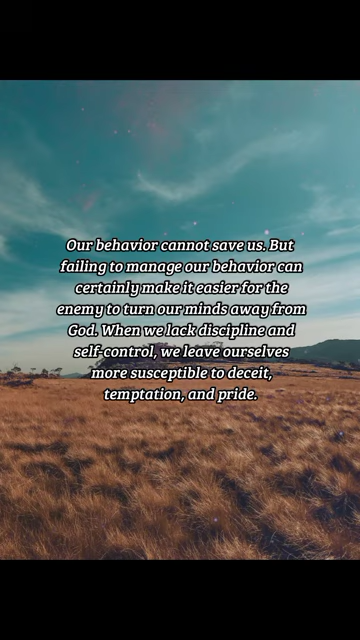 Our behavior cannot save us. But
failing to manage our behavior can
certainly make it easier for the
enemy to turn our minds away from
God. When we lack discipline and
self-control, we leave ourselves
more susceptible to deceit,
temptation, and pride.